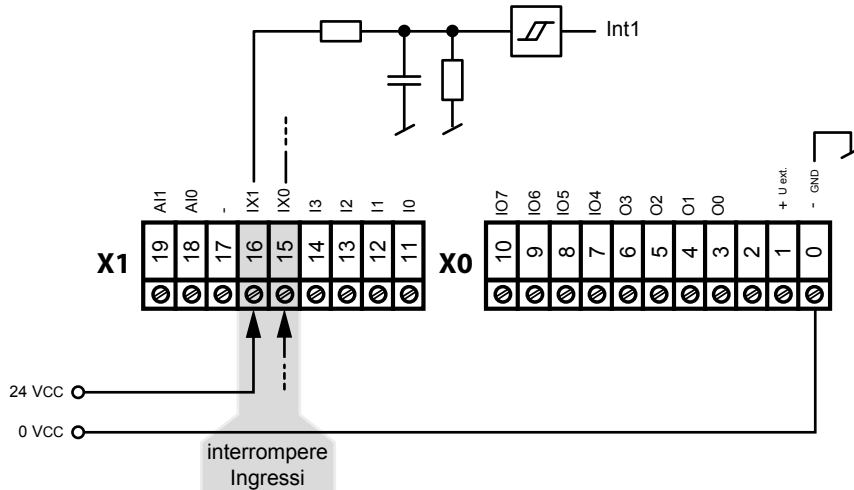 Int1
AI1 AI0 - IX1 IX0 I3 I2 I1 I0
IO7 IO6 IO5 IO4 O3 O2 O1 O0 + U ext. - GND
X1 19 18 17 16 15 14 13 12 11
X0 10 9 8 7 6 5 4 3 2 1 0
24 VCC
0 VCC
interrompere
Ingressi